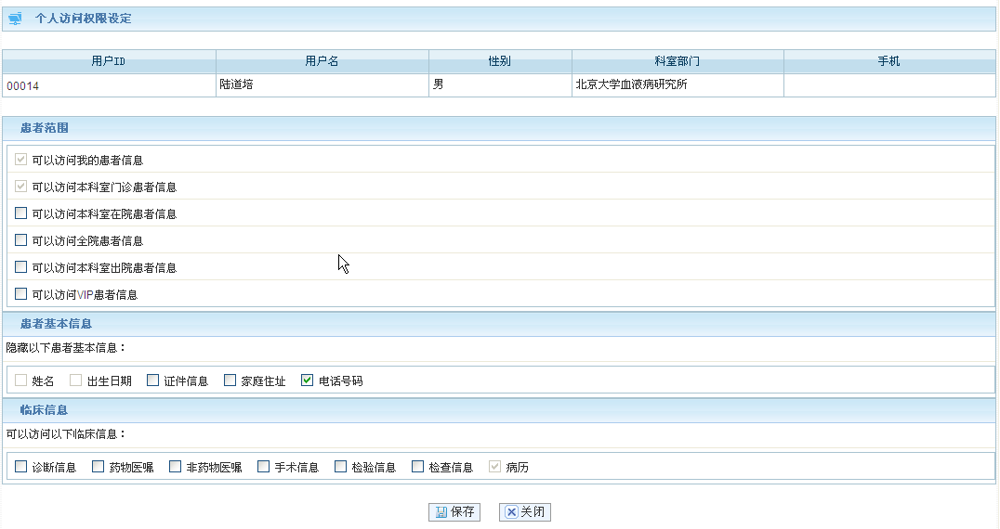 个人访问权限设定
用户ID 用户名 性别 科室部门 手机
00014 陆道培 男 北京大学血液病研究所
患者范围
可以访问我的患者信息
可以访问本科室门诊患者信息
可以访问本科室在院患者信息
可以访问全院患者信息
可以访问本科室出院患者信息
可以访问VIP患者信息
患者基本信息
隐藏以下患者基本信息：
姓名 出生日期 证件信息 家庭住址 电话号码
临床信息
可以访问以下临床信息：
诊断信息 药物医嘱 非药物医嘱 手术信息 检验信息 检查信息 病历
保存 关闭